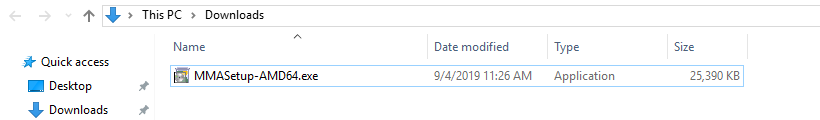 This PC Downloads
Name Date modified Type Size
Quick access
MMASetup-AMD64.exe 9/4/2019 11:26 AM Application 25,390 KB
Desktop
Downloads